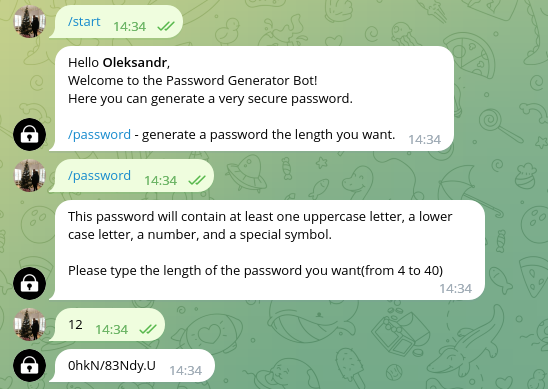 /start 14:34
Hello Oleksandr,
Welcome to the Password Generator Bot!
Here you can generate a very secure password.
/password - generate a password the length you want. 14:34
/password 14:34
This password will contain at least one uppercase letter, a lower
case letter, a number, and a special symbol.
Please type the length of the password you want(from 4 to 40)
14:34
12 14:34
0hkN/83Ndy.U 14:34